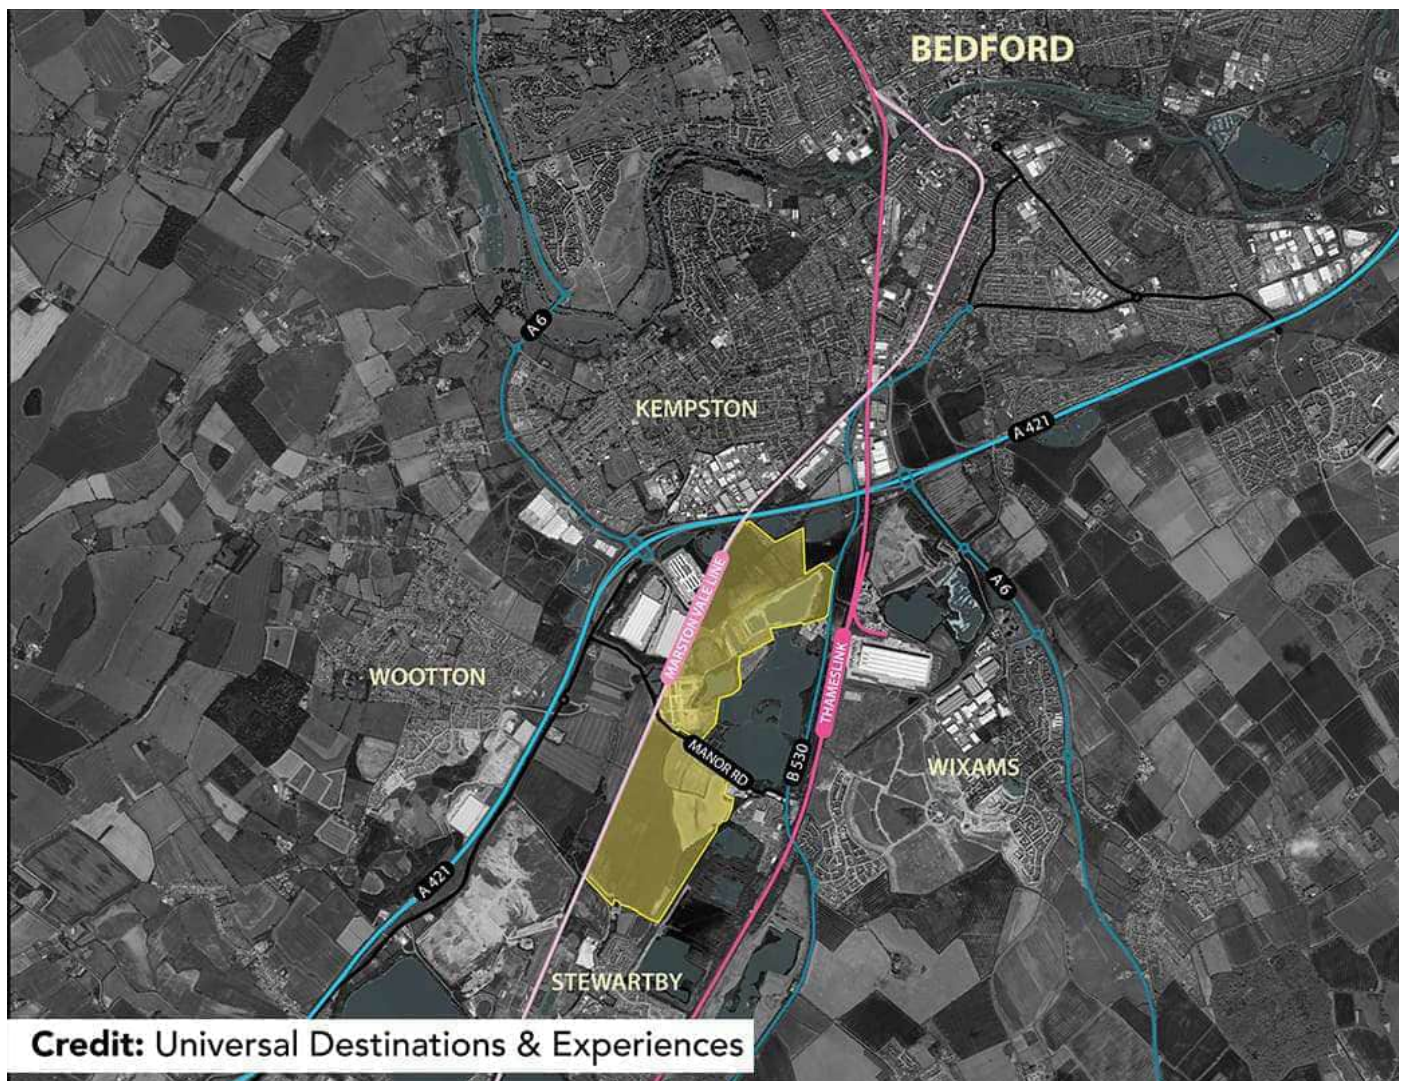 BEDFORD
A 6
KEMPSTON
A 421
MARSTON VALE LINE
A 6
WOOTTON
THAMESLINK
MANOR RD
B 530
WIXAMS
A 421
STEWARTBY
Credit: Universal Destinations & Experiences